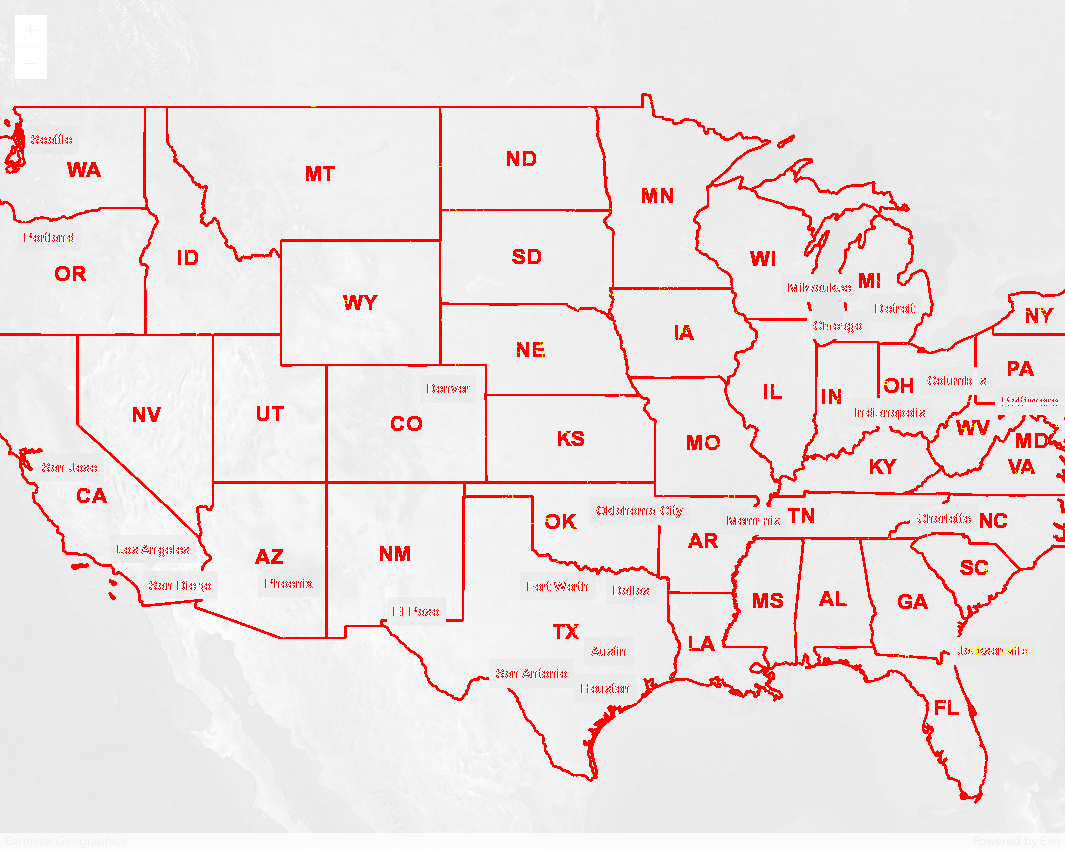 Seattle
WA
MT
ND
MN
Portland
OR
ID
SD
WI
MI
WY
Milwaukee
Detroit
NY
Chicago
IA
NE
PA
OH
Columbus
Denver
IL
IN
NV
UT
CO
Indianapolis
Baltimore
KS
MO
WV
MD
San Jose
KY
VA
CA
Oklahoma City
OK
Memphis
TN
Charlotte
NC
Los Angeles
AZ
NM
AR
SC
San Diego
Phoenix
Fort Worth
Dallas
MS
AL
GA
El Paso
TX
Austin
LA
Jacksonville
San Antonio
Houston
FL
Earthstar Geographics
Powered by Esri